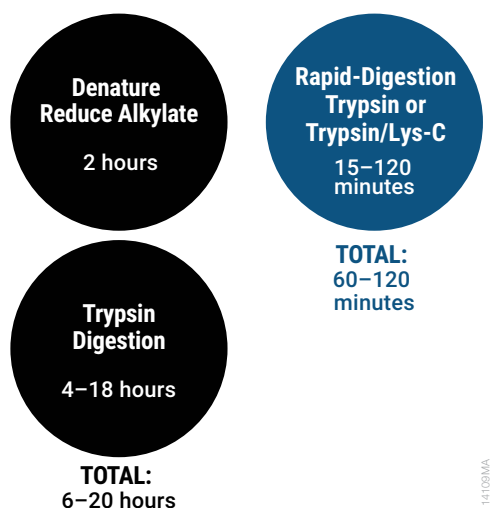 Denature
Reduce Alkylate
2 hours
Trypsin
Digestion
4–18 hours
TOTAL:
6–20 hours
Rapid-Digestion
Trypsin or
Trypsin/Lys-C
15–120
minutes
TOTAL:
60–120
minutes
14109MA